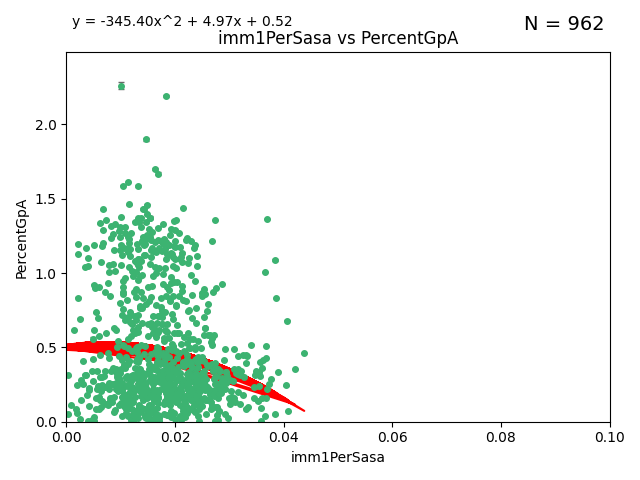 y = -345.40x^2 + 4.97x + 0.52
N = 962
imm1PerSasa vs PercentGpA
PercentGpA
2.0
1.5
1.0
0.5
0.0
0.00 0.02 0.04 0.06 0.08 0.10
imm1PerSasa